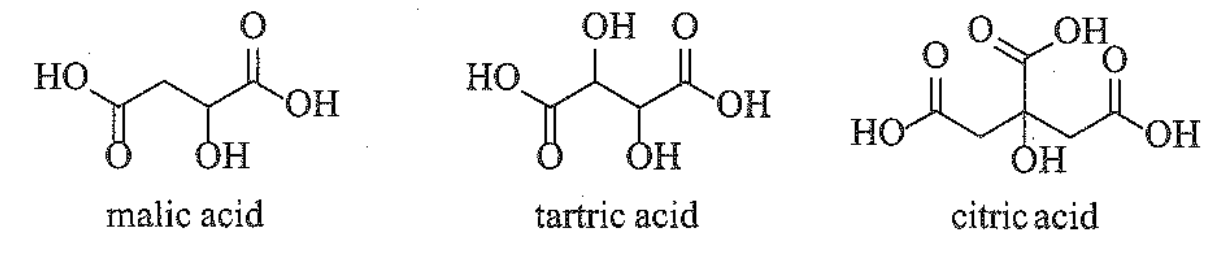 O
HO
OH
O OH
malic acid
OH O
HO
OH
O OH
tartric acid
O OH
O O
HO OH
OH
citric acid